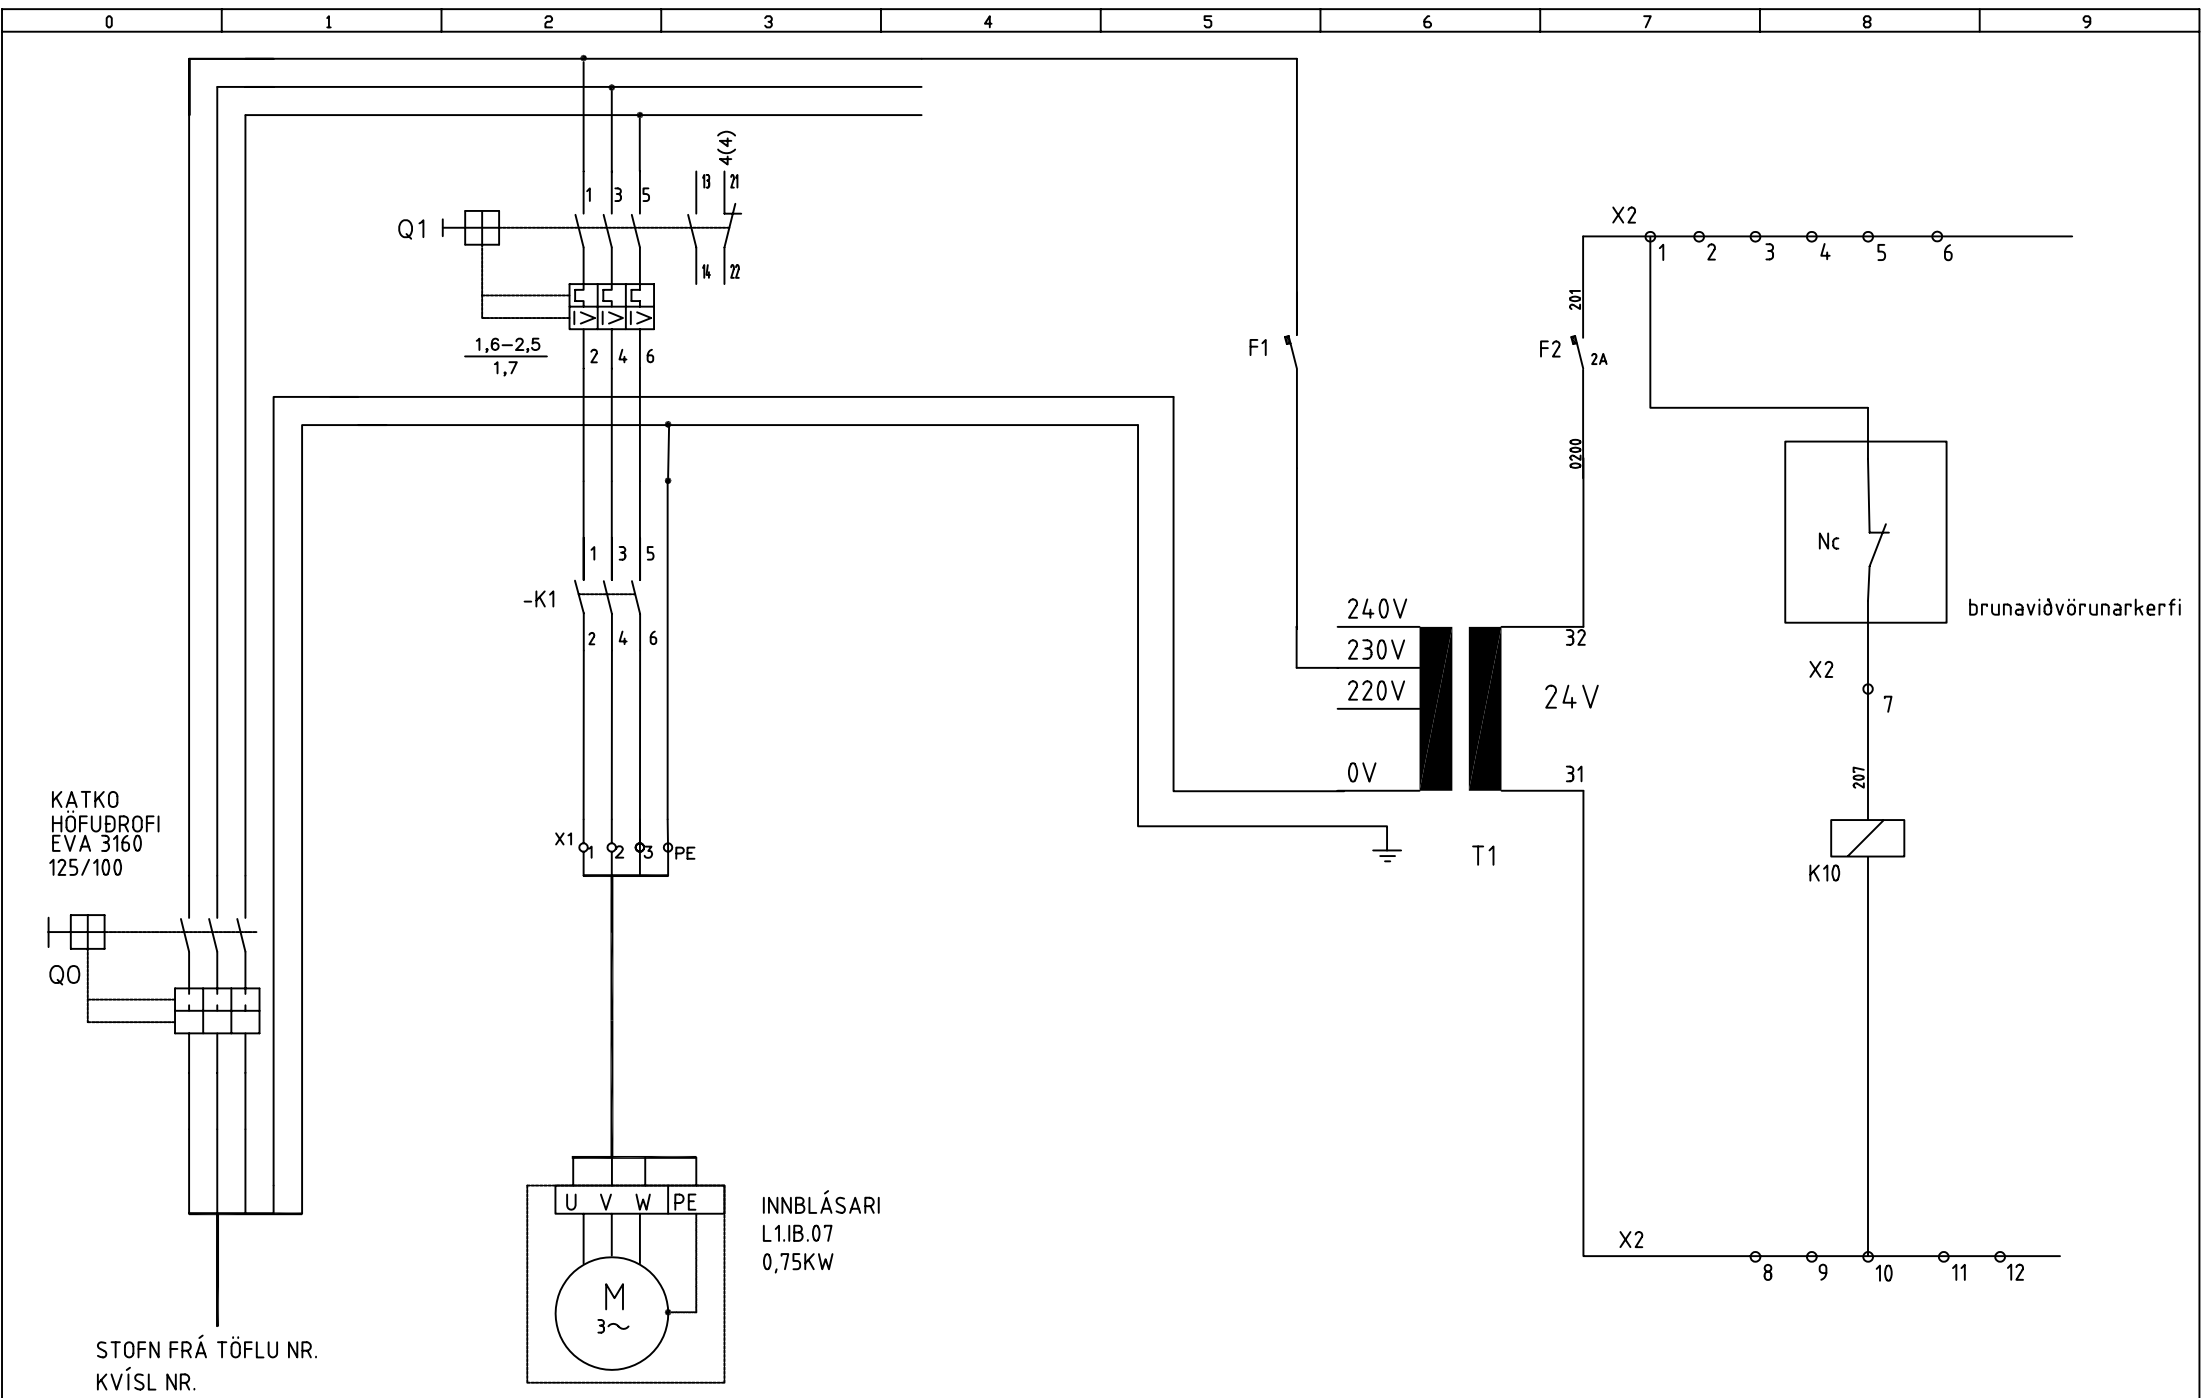 0 1 2 3 4 5 6 7 8 9
4(4)
13 21
1 3 5
Q1
14 22
1,6-2,5
1,7
2 4 6
1 3 5
-K1
2 4 6
X1 1 2 3 PE
KATKO
HÖFUÐROFI
EVA 3160
125/100
Q0
U V W PE
M
3~
INNBLÁSARI
L1.IB.07
0,75KW
STOFN FRÁ TÖFLU NR.
KVÍSL NR.
F1
240V
230V
220V
0V
T1
32
24V
31
F2 2A
201
0200
X2
1 2 3 4 5 6
Nc
brunaviðvörunarkerfi
X2
7
207
K10
X2
8 9 10 11 12